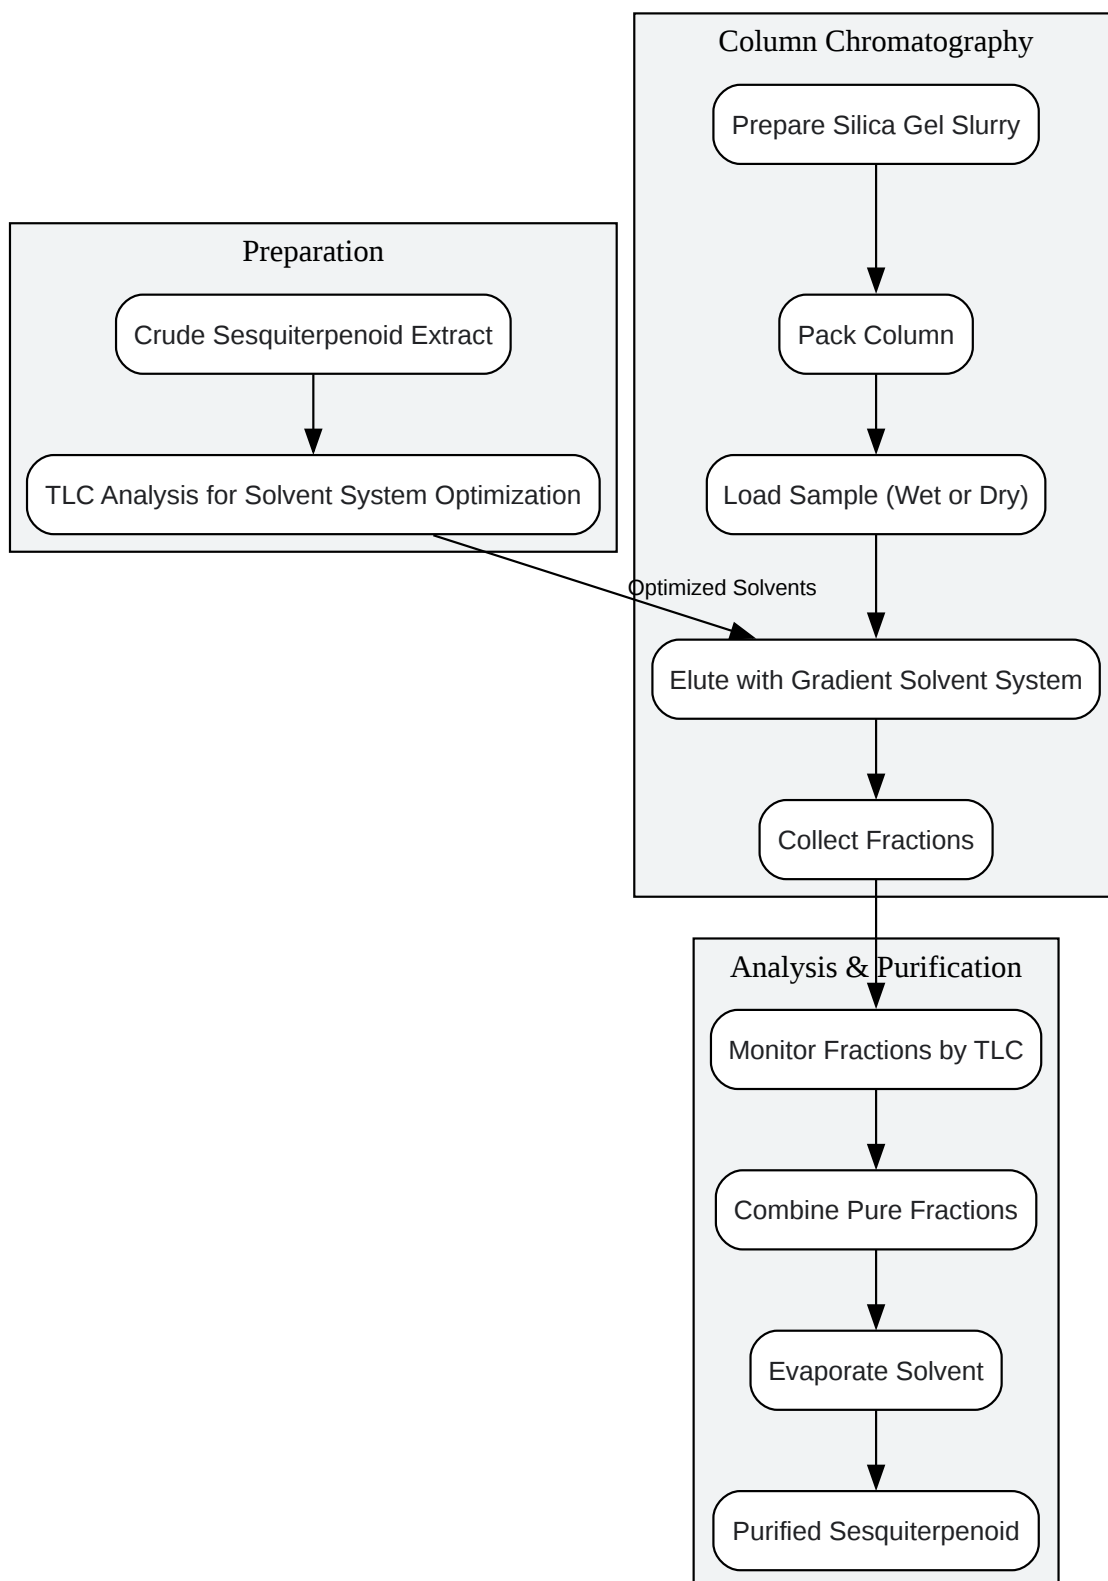 Column Chromatography
Prepare Silica Gel Slurry
Preparation
Crude Sesquiterpenoid Extract
Pack Column
TLC Analysis for Solvent System Optimization
Load Sample (Wet or Dry)
Optimized Solvents
Elute with Gradient Solvent System
Collect Fractions
Analysis & Purification
Monitor Fractions by TLC
Combine Pure Fractions
Evaporate Solvent
Purified Sesquiterpenoid